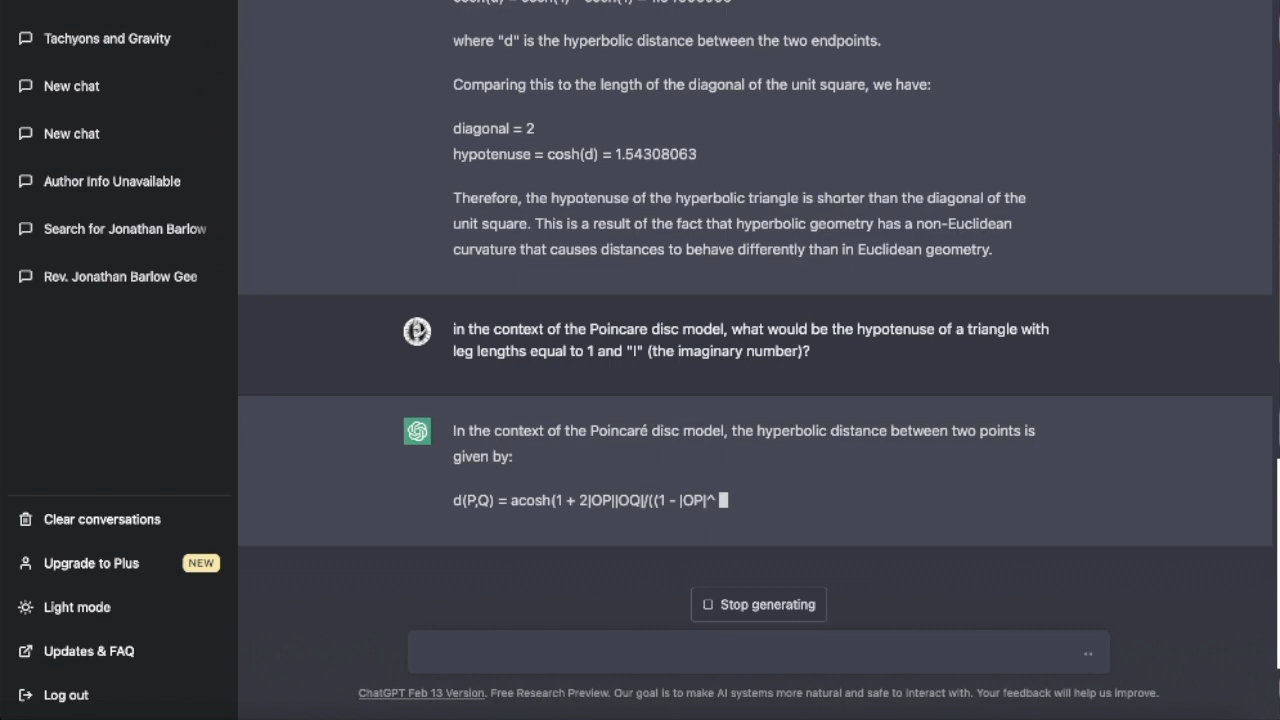 Tachyons and Gravity
New chat
New chat
Author Info Unavailable
Search for Jonathan Barlow
Rev. Jonathan Barlow Gee
Clear conversations
Upgrade to Plus NEW
Light mode
Updates & FAQ
Log out
where "d" is the hyperbolic distance between the two endpoints.
Comparing this to the length of the diagonal of the unit square, we have:
diagonal = 2
hypotenuse = cosh(d) = 1.54308063
Therefore, the hypotenuse of the hyperbolic triangle is shorter than the diagonal of the
unit square. This is a result of the fact that hyperbolic geometry has a non-Euclidean
curvature that causes distances to behave differently than in Euclidean geometry.
in the context of the Poincare disc model, what would be the hypotenuse of a triangle with
leg lengths equal to 1 and "I" (the imaginary number)?
In the context of the Poincaré disc model, the hyperbolic distance between two points is
given by:
d(P,Q) = acosh(1 + 2|OP||OQ|/((1 - |OP|^
Stop generating
ChatGPT Feb 13 Version. Free Research Preview. Our goal is to make AI systems more natural and safe to interact with. Your feedback will help us improve.